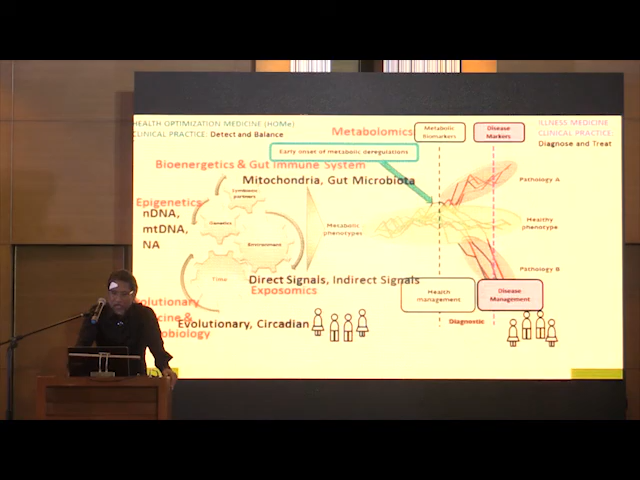 HEALTH OPTIMIZATION MEDICINE (HOMe)
CLINICAL PRACTICE: Detect and Balance
Metabolomics
Metabolic
Biomarkers
Disease
Markers
ILLNESS MEDICINE
CLINICAL PRACTICE:
Diagnose and Treat
Early onset of metabolic deregulations
Bioenergetics & Gut Immune System
Mitochondria, Gut Microbiota
Pathology A
Symbiotic
partners
Epigenetics
nDNA,
mtDNA,
NA
Genetics
Environment
Metabolic
phenotypes
Healthy
phenotype
Time
Direct Signals, Indirect Signals
Exposomics
Pathology B
Health
management
Disease
Management
Evolutionary, Circadian
Diagnostic